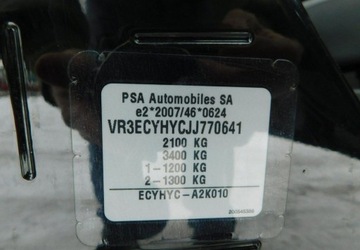 PSA Automobiles SA
e2*2007/46*0624
VR3ECYHYCJJ770641
2100 KG
3400 KG
1-1200 KG
2-1300 KG
ECYHYC-A2K010